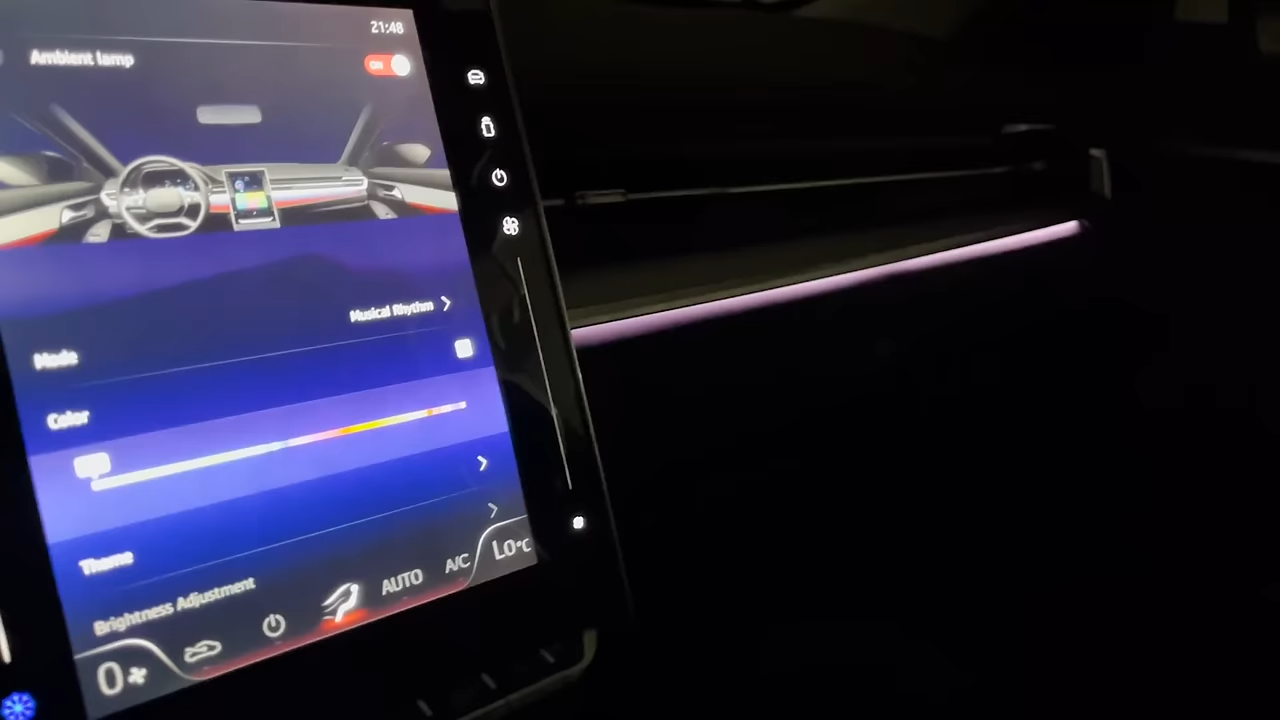 21:48
Ambient lamp
ON
Musical Rhythm
Mode
Color
Theme
Brightness Adjustment
0
AUTO
A/C
LO°C